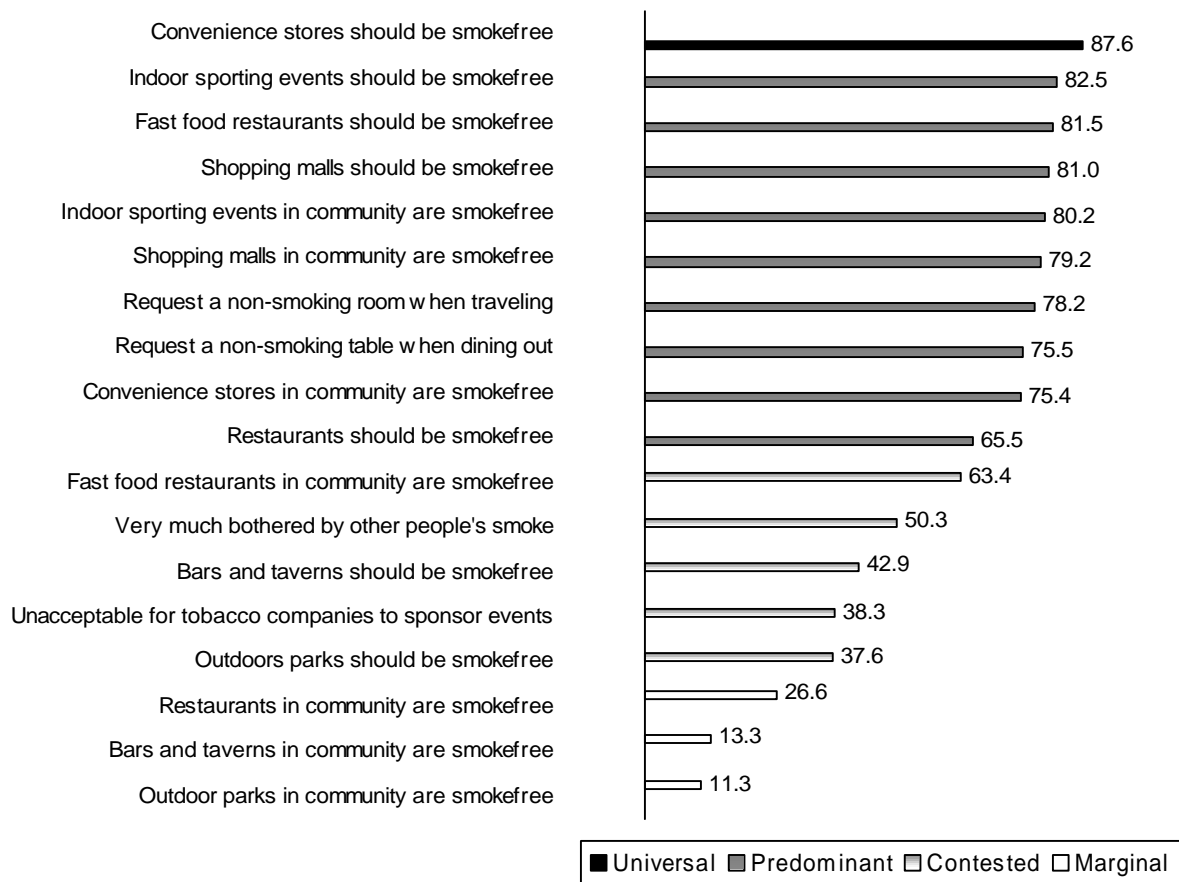 Convenience stores should be smokefree 87.6
Indoor sporting events should be smokefree 82.5
Fast food restaurants should be smokefree 81.5
Shopping malls should be smokefree 81.0
Indoor sporting events in community are smokefree 80.2
Shopping malls in community are smokefree 79.2
Request a non-smoking room when traveling 78.2
Request a non-smoking table when dining out 75.5
Convenience stores in community are smokefree 75.4
Restaurants should be smokefree 65.5
Fast food restaurants in community are smokefree 63.4
Very much bothered by other people's smoke 50.3
Bars and taverns should be smokefree 42.9
Unacceptable for tobacco companies to sponsor events 38.3
Outdoors parks should be smokefree 37.6
Restaurants in community are smokefree 26.6
Bars and taverns in community are smokefree 13.3
Outdoor parks in community are smokefree 11.3
Universal Predominant Contested Marginal